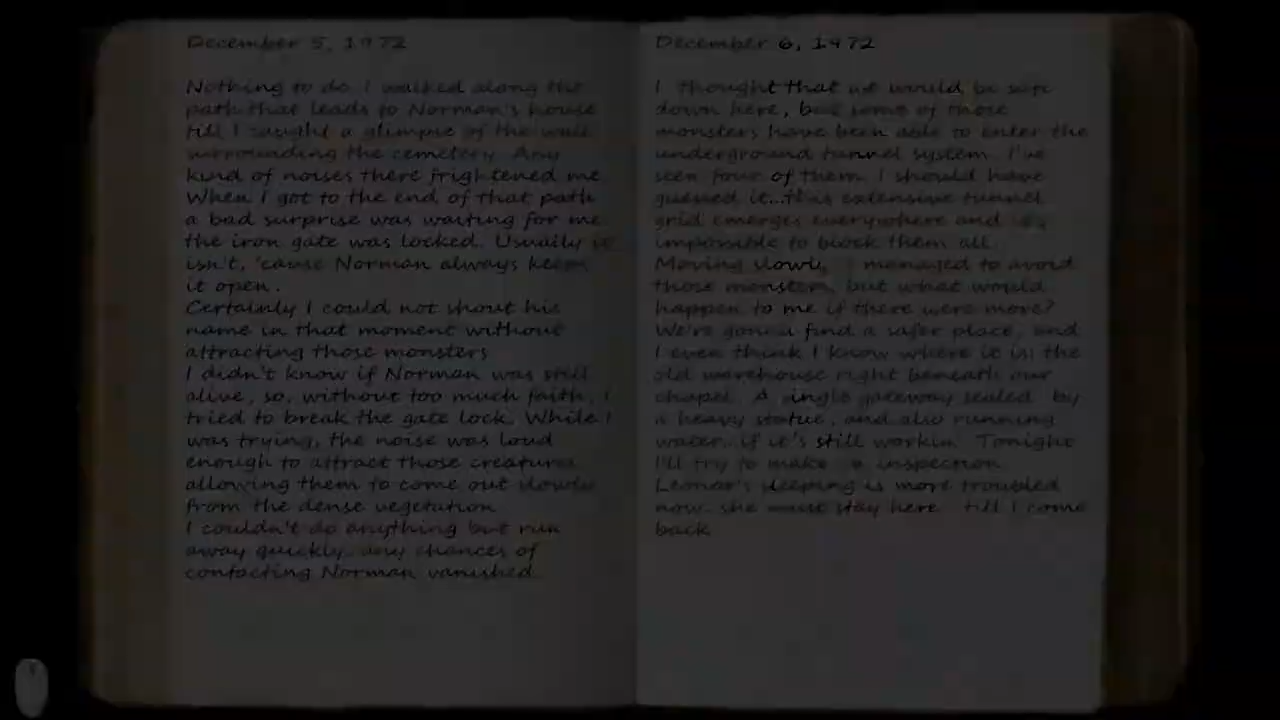 December 5, 1972
Nothing to do. I walked along the
path that leads to Norman's house
till I caught a glimpse of the wall
surrounding the cemetery. Any
kind of noises there frightened me.
When I got to the end of that path
a bad surprise was waiting for me:
the iron gate was locked. Usually it
isn't, 'cause Norman always keeps
it open.
Certainly I could not shout his
name in that moment without
attracting those monsters.
I didn't know if Norman was still
alive, so, without too much faith, I
tried to break the gate lock. While I
was trying, the noise was loud
enough to attract those creatures
allowing them to come out slowly
from the dense vegetation.
I couldn't do anything but run
away quickly... any chances of
contacting Norman vanished.
December 6, 1972
I thought that we would be safe
down here, but some of those
monsters have been able to enter the
underground tunnel system. I've
seen four of them. I should have
guessed it...this extensive tunnel
grid emerges everywhere and it's
impossible to block them all.
Moving slowly, I managed to avoid
those monsters, but what would
happen to me if there were more?
We're gonna find a safer place, and
I even think I know where it is: the
old warehouse right beneath our
chapel. A single gateway sealed by
a heavy statue, and also running
water...if it's still workin'. Tonight
I'll try to make an inspection.
Leonor's sleeping is more troubled
now, she must stay here till I come
back.